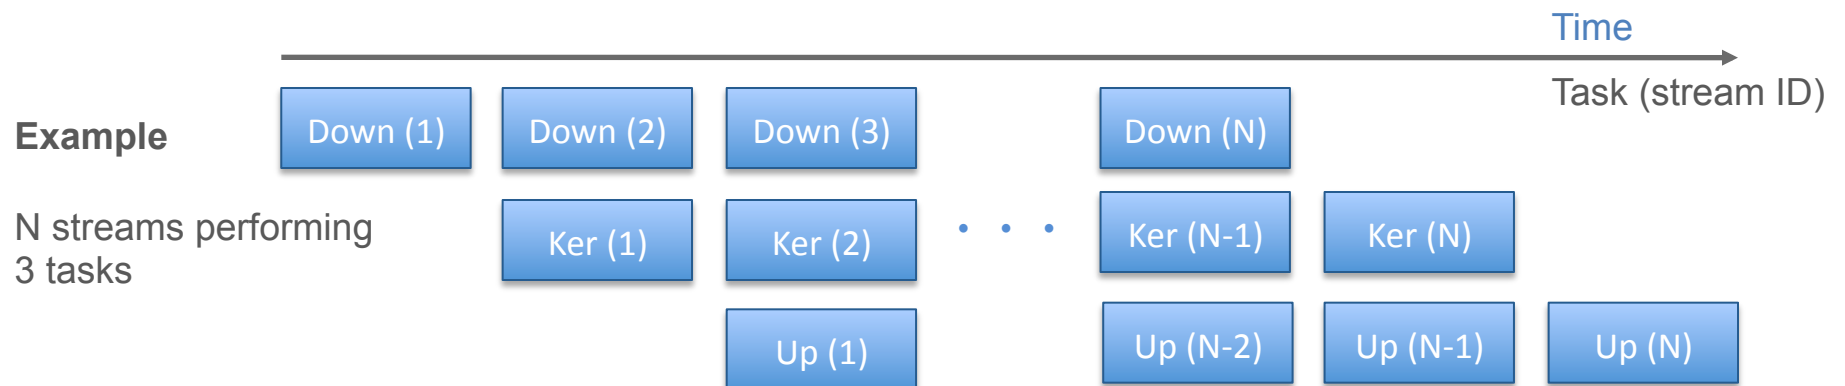 Time
Task (stream ID)
Example
Down (1) Down (2) Down (3) Down (N)
N streams performing
3 tasks
Ker (1) Ker (2) . . . Ker (N-1) Ker (N)
Up (1) Up (N-2) Up (N-1) Up (N)